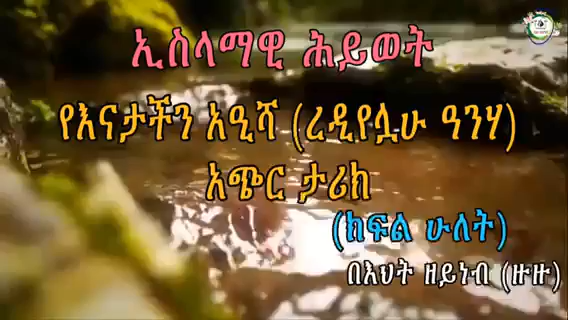 ኢስላማዊ ሕይወት
የእናታችን አዒሻ (ረዲየሏሁ ዓንሃ)
አጭር ታሪክ
(ክፍል ሁለት)
በእህት ዘይነብ (ዙዙ)